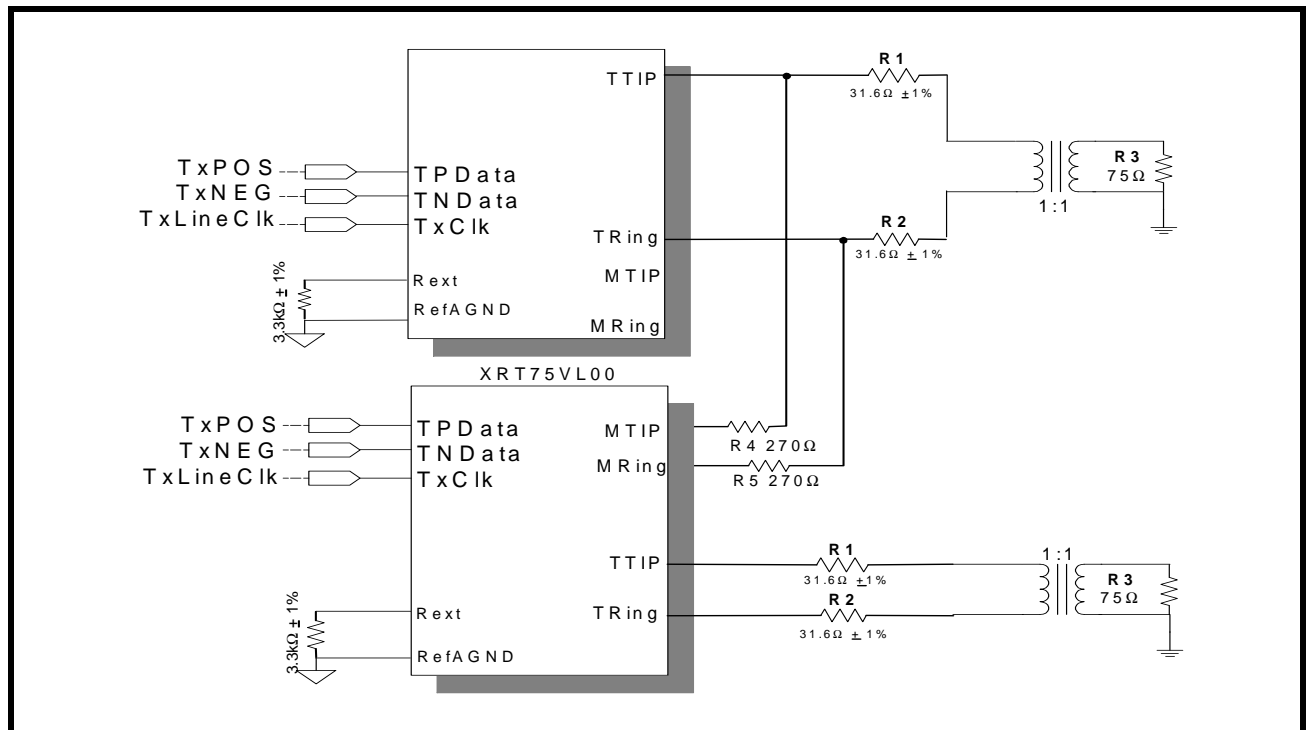 TTIP
R1
31.6Ω ±1%
TxPOS
TPData
TxNEG
TNData
TxLineClk
TxClk
R3
75Ω
1:1
TRing
R2
31.6Ω ±1%
MTIP
Rext
RefAGND
3.3kΩ ± 1%
MRing
XRT75VL00
TxPOS
TPData
TxNEG
TNData
TxLineClk
TxClk
MTIP
R4 270Ω
MRing
R5 270Ω
TTIP
R1
31.6Ω ±1%
1:1
R3
75Ω
Rext
TRing
R2
31.6Ω ±1%
RefAGND
3.3kΩ ± 1%